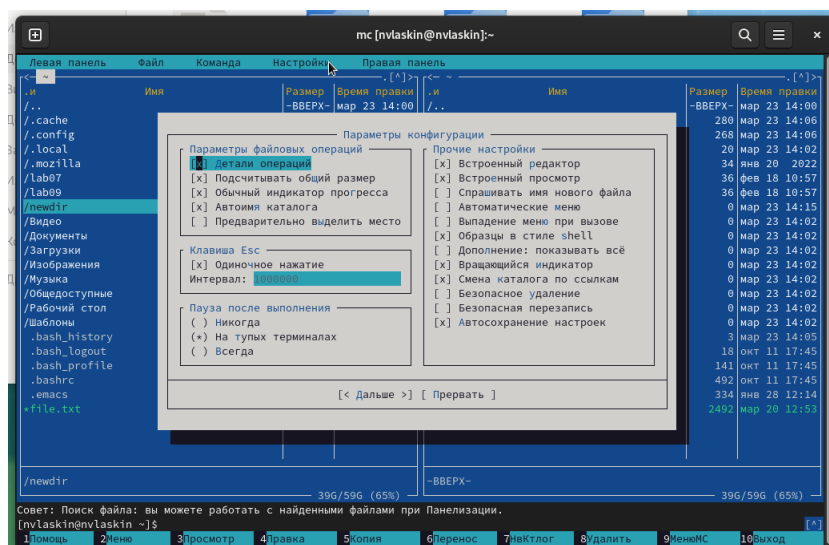 mc [nvlaskin@nvlaskin]:~
Левая панель Файл Команда Настройки Правая панель
<- ~ .[^]> <- ~ .[^]>
.и Имя Размер Время правки .и Имя Размер Время правки
/.. -ВВЕРХ- мар 23 14:00 /.. -ВВЕРХ- мар 23 14:00
/.cache 280 мар 23 14:06
/.config Параметры конфигурации 268 мар 23 14:06
/.local Параметры файловых операций Прочие настройки 20 мар 23 14:02
/.mozilla [x] Детали операций [x] Встроенный редактор 34 янв 20 2022
/lab07 [x] Подсчитывать общий размер [x] Встроенный просмотр 36 фев 18 10:57
/lab09 [x] Обычный индикатор прогресса [ ] Спрашивать имя нового файла 36 фев 18 10:57
/newdir [x] Автоимя каталога [ ] Автоматические меню 0 мар 23 14:15
/Видео [ ] Предварительно выделить место [ ] Выпадение меню при вызове 0 мар 23 14:02
/Документы [x] Образцы в стиле shell 0 мар 23 14:02
/Загрузки Клавиша Esc [ ] Дополнение: показывать всё 0 мар 23 14:02
/Изображения [x] Одиночное нажатие [x] Вращающийся индикатор 0 мар 23 14:02
/Музыка Интервал: 1000000 [x] Смена каталога по ссылкам 0 мар 23 14:02
/Общедоступные [ ] Безопасное удаление 0 мар 23 14:02
/Рабочий стол Пауза после выполнения [ ] Безопасная перезапись 0 мар 23 14:02
/Шаблоны ( ) Никогда [x] Автосохранение настроек 0 мар 23 14:02
.bash_history (*) На тупых терминалах 3 мар 23 14:05
.bash_logout ( ) Всегда 18 окт 11 17:45
.bash_profile 141 окт 11 17:45
.bashrc 492 окт 11 17:45
.emacs [< Дальше >] [ Прервать ] 334 янв 28 12:14
*file.txt 2492 мар 20 12:53
/newdir -ВВЕРХ-
39G/59G (65%) 39G/59G (65%)
Совет: Поиск файла: вы можете работать с найденными файлами при Панелизации.
[nvlaskin@nvlaskin ~]$ [^]
1Помощь 2Меню 3Просмотр 4Правка 5Копия 6Перенос 7НвКтлог 8Удалить 9МенюMC 10Выход